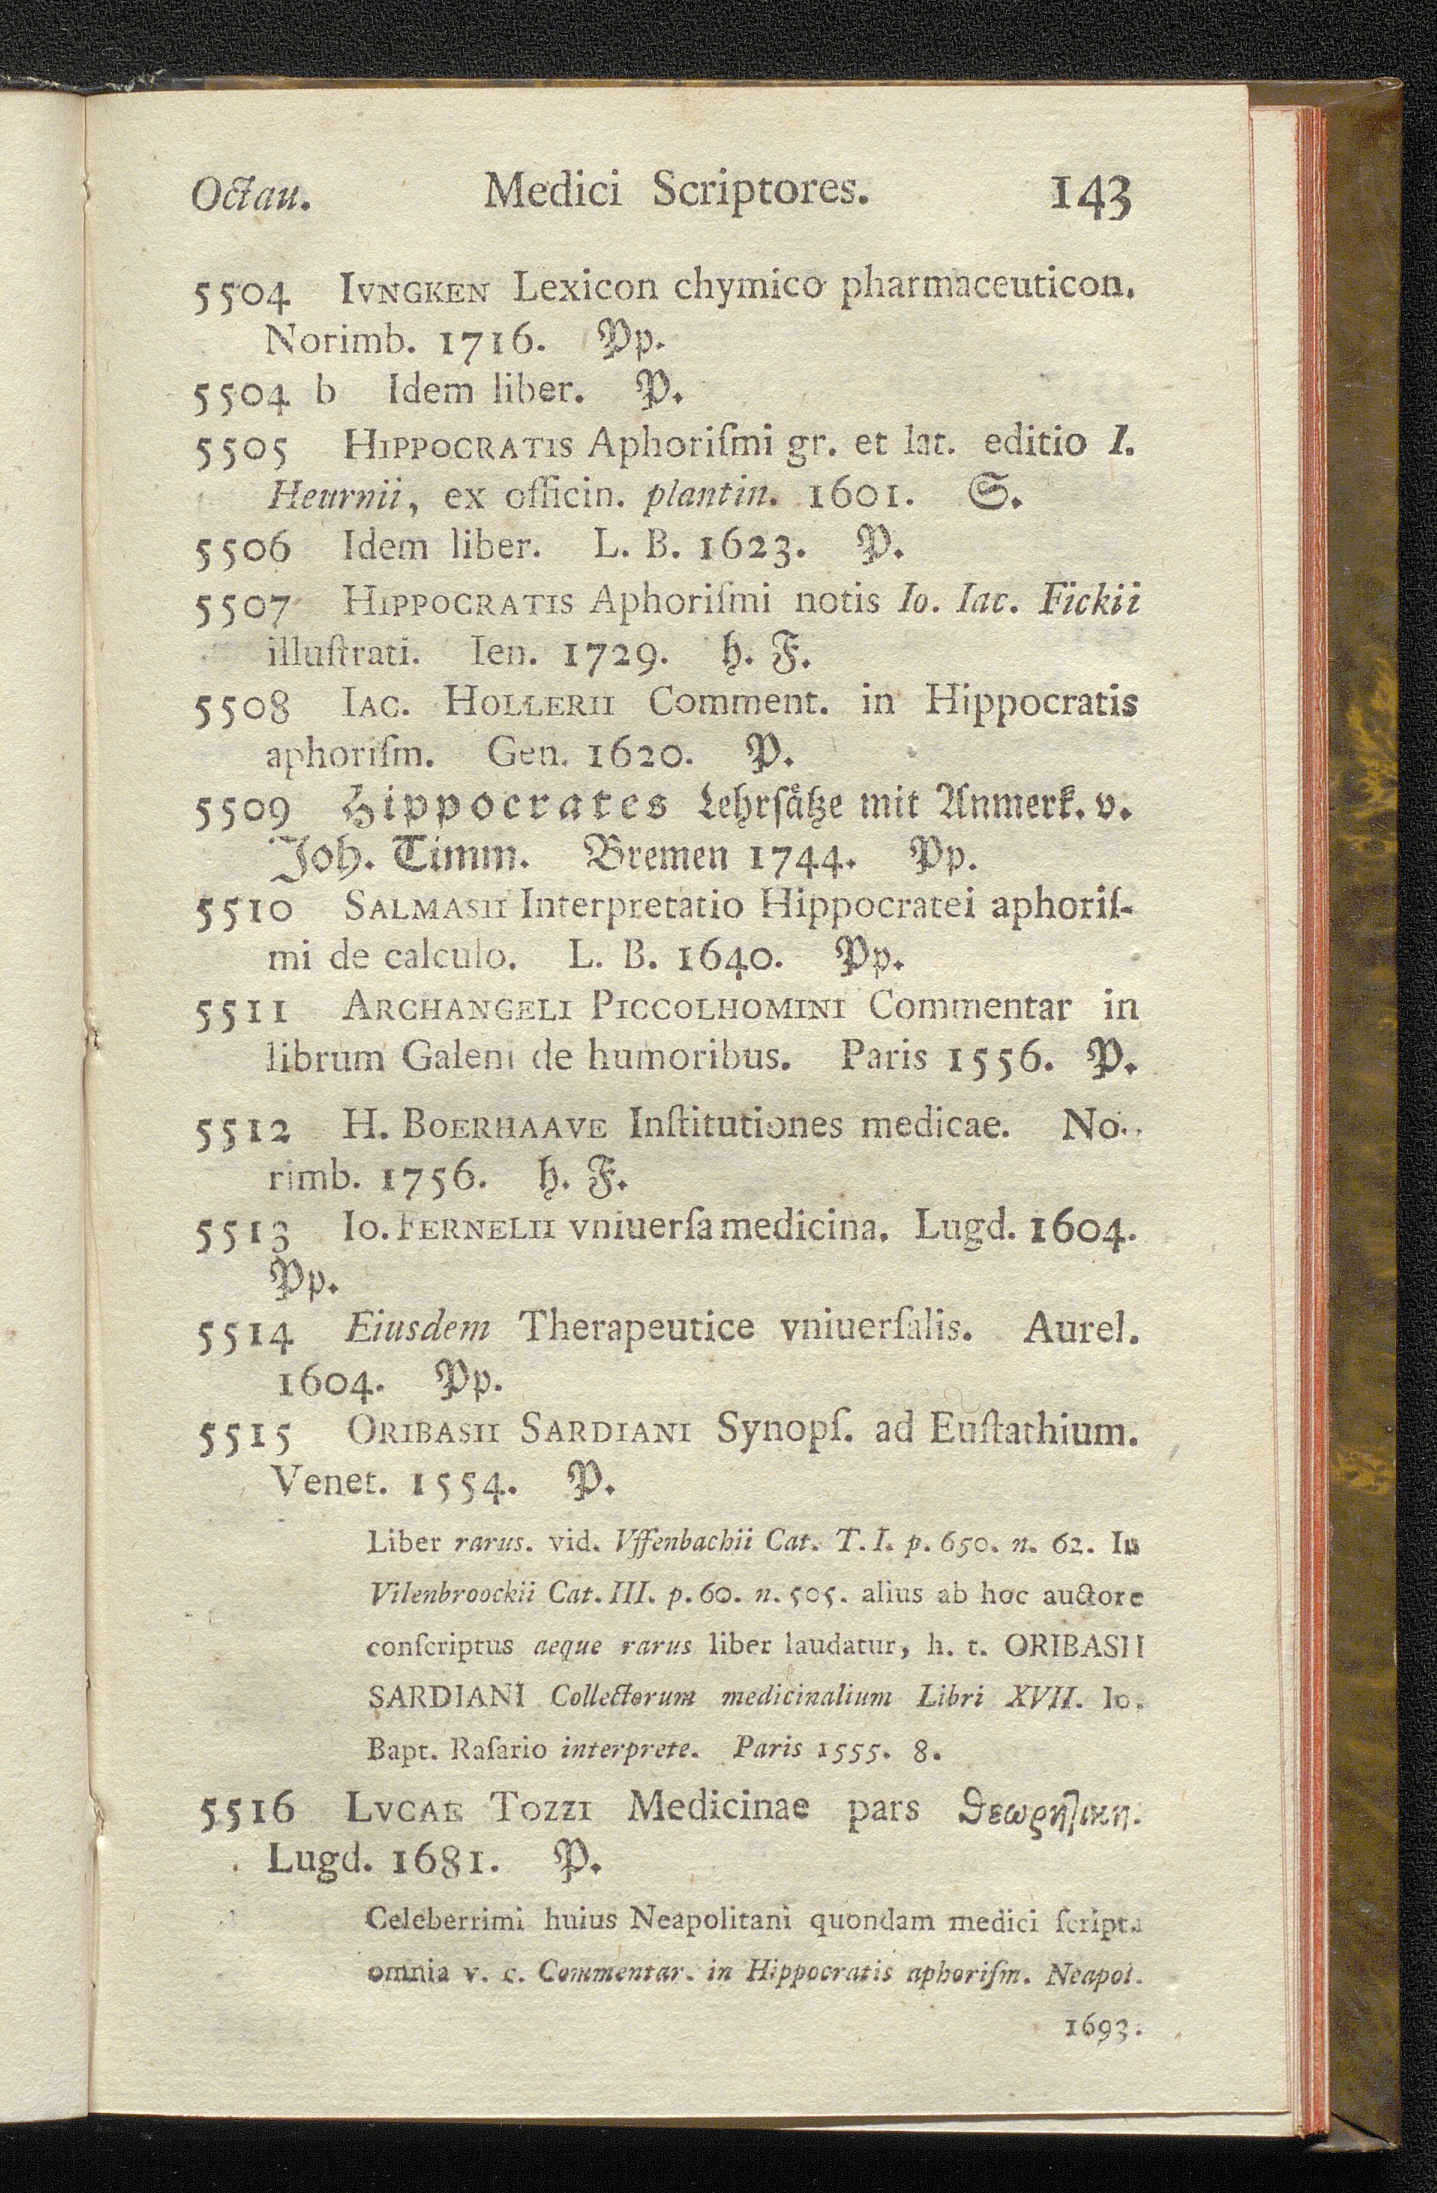 Octau. Medici Scriptores. 143
5504 IVNGKEN Lexicon chymico pharmaceuticon.
Norimb. 1716. Pp.
5504 b Idem liber. P.
5505 HIPPOCRATIS Aphoriſmi gr. et lat. editio I.
Heurnii, ex officin. plantin. 1601. S.
5506 Idem liber. L. B. 1623. P.
5507 HIPPOCRATIS Aphoriſmi notis Io. Iac. Fickii
illuſtrati. Ien. 1729. h. F.
5508 IAC. HOLLERII Comment. in Hippocratis
aphoriſm. Gen. 1620. P.
5509 Hippocrates Lehrſaͤtze mit Anmerk. v.
Joh. Timm. Bremen 1744. Pp.
5510 SALMASII Interpretatio Hippocratei aphoriſ-
mi de calculo. L. B. 1640. Pp.
5511 ARCHANGELI PICCOLHOMINI Commentar in
librum Galeni de humoribus. Paris 1556. P.
5512 H. BOERHAAVE Inſtitutiones medicae. No-
rimb. 1756. h. F.
5513 Io. FERNELII vniuerſa medicina. Lugd. 1604.
Pp.
5514 Eiusdem Therapeutice vniuerſalis. Aurel.
1604. Pp.
5515 ORIBASII SARDIANI Synopſ. ad Euſtathium.
Venet. 1554. P.
Liber rarus. vid. Vffenbachii Cat. T. I. p. 650. n. 62. In
Vilenbroockii Cat. III. p. 60. n. 505. alius ab hoc auctore
conſcriptus aeque rarus liber laudatur, h. t. ORIBASII
SARDIANI Collectorum medicinalium Libri XVII. Io.
Bapt. Raſario interprete. Paris 1555. 8.
5516 LVCAE TOZZI Medicinae pars θεωρητικη.
Lugd. 1681. P.
Celeberrimi huius Neapolitani quondam medici ſcripta
omnia v. c. Commentar. in Hippocratis aphoriſm. Neapol.
1693.